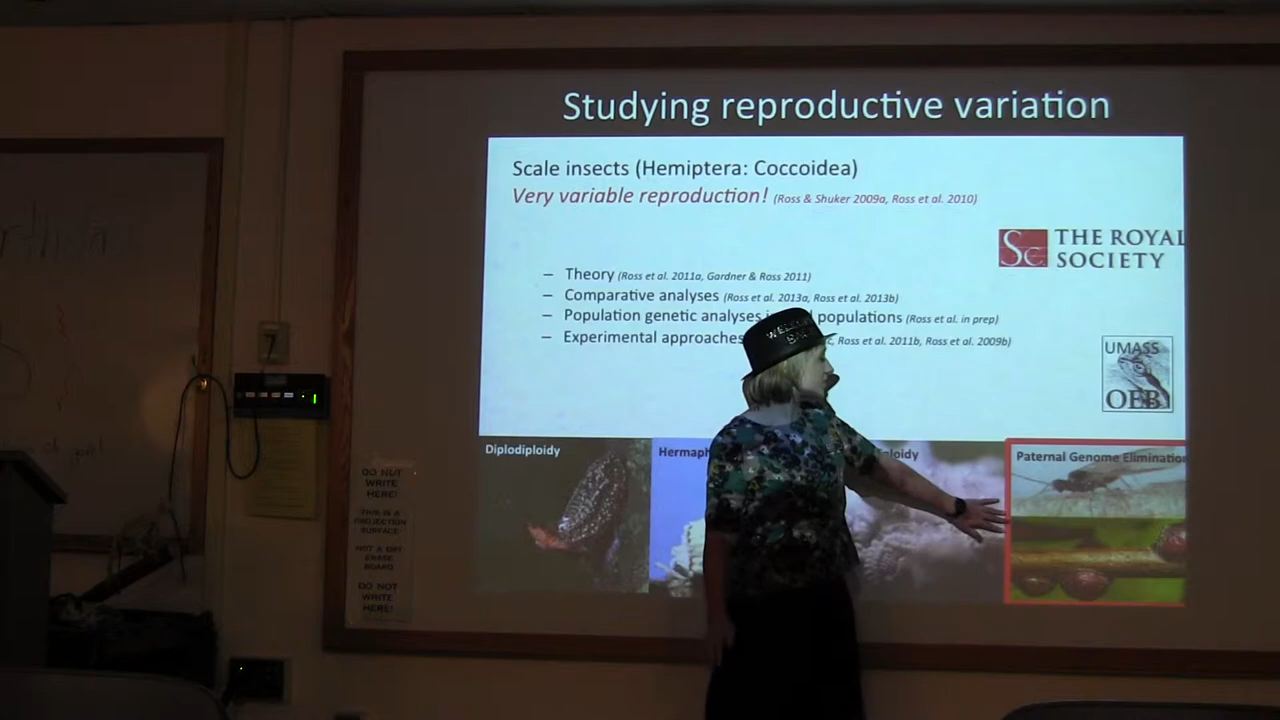 Studying reproductive variation
Scale insects (Hemiptera: Coccoidea)
Very variable reproduction! (Ross & Shuker 2009a, Ross et al. 2010)
THE ROYAL
SOCIETY
– Theory (Ross et al. 2011a, Gardner & Ross 2011)
– Comparative analyses (Ross et al. 2013a, Ross et al. 2013b)
– Population genetic analyses populations (Ross et al. in prep)
– Experimental approaches Ross et al. 2011b, Ross et al. 2009b)
UMASS
OEB
Diplodiploidy
Hermaph
loidy
Paternal Genome Elimination
DO NOT
WRITE
HERE!
THIS IS A
PROJECTION
SURFACE
NOT A DRY
ERASE
BOARD
DO NOT
WRITE
HERE!